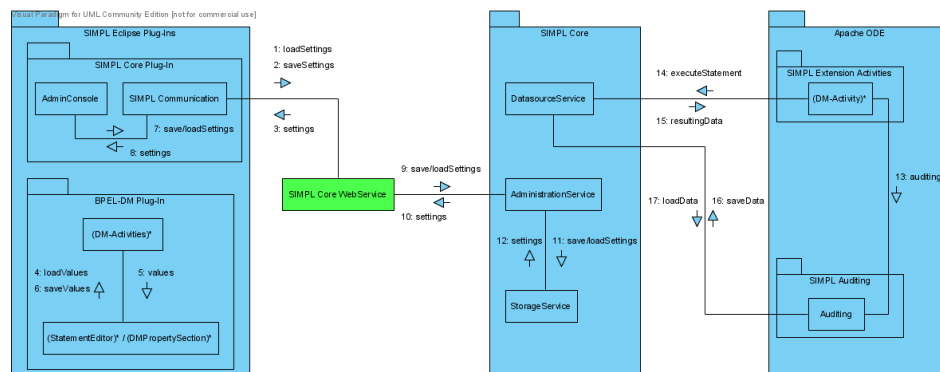 Visual Paradigm for UML Community Edition [not for commercial use]
SIMPL Eclipse Plug-Ins
SIMPL Core Plug-In
AdminConsole
SIMPL Communication
7: save/loadSettings
8: settings
BPEL-DM Plug-In
(DM-Activities)*
4: loadValues
6: saveValues
5: values
(StatementEditor)* / (DMPropertySection)*
1: loadSettings
2: saveSettings
3: settings
SIMPL Core WebService
9: save/loadSettings
10: settings
SIMPL Core
DatasourceService
AdministrationService
12: settings
11: save/loadSettings
StorageService
14: executeStatement
15: resultingData
17: loadData
16: saveData
Apache ODE
SIMPL Extension Activities
(DM-Activity)*
13: auditing
SIMPL Auditing
Auditing